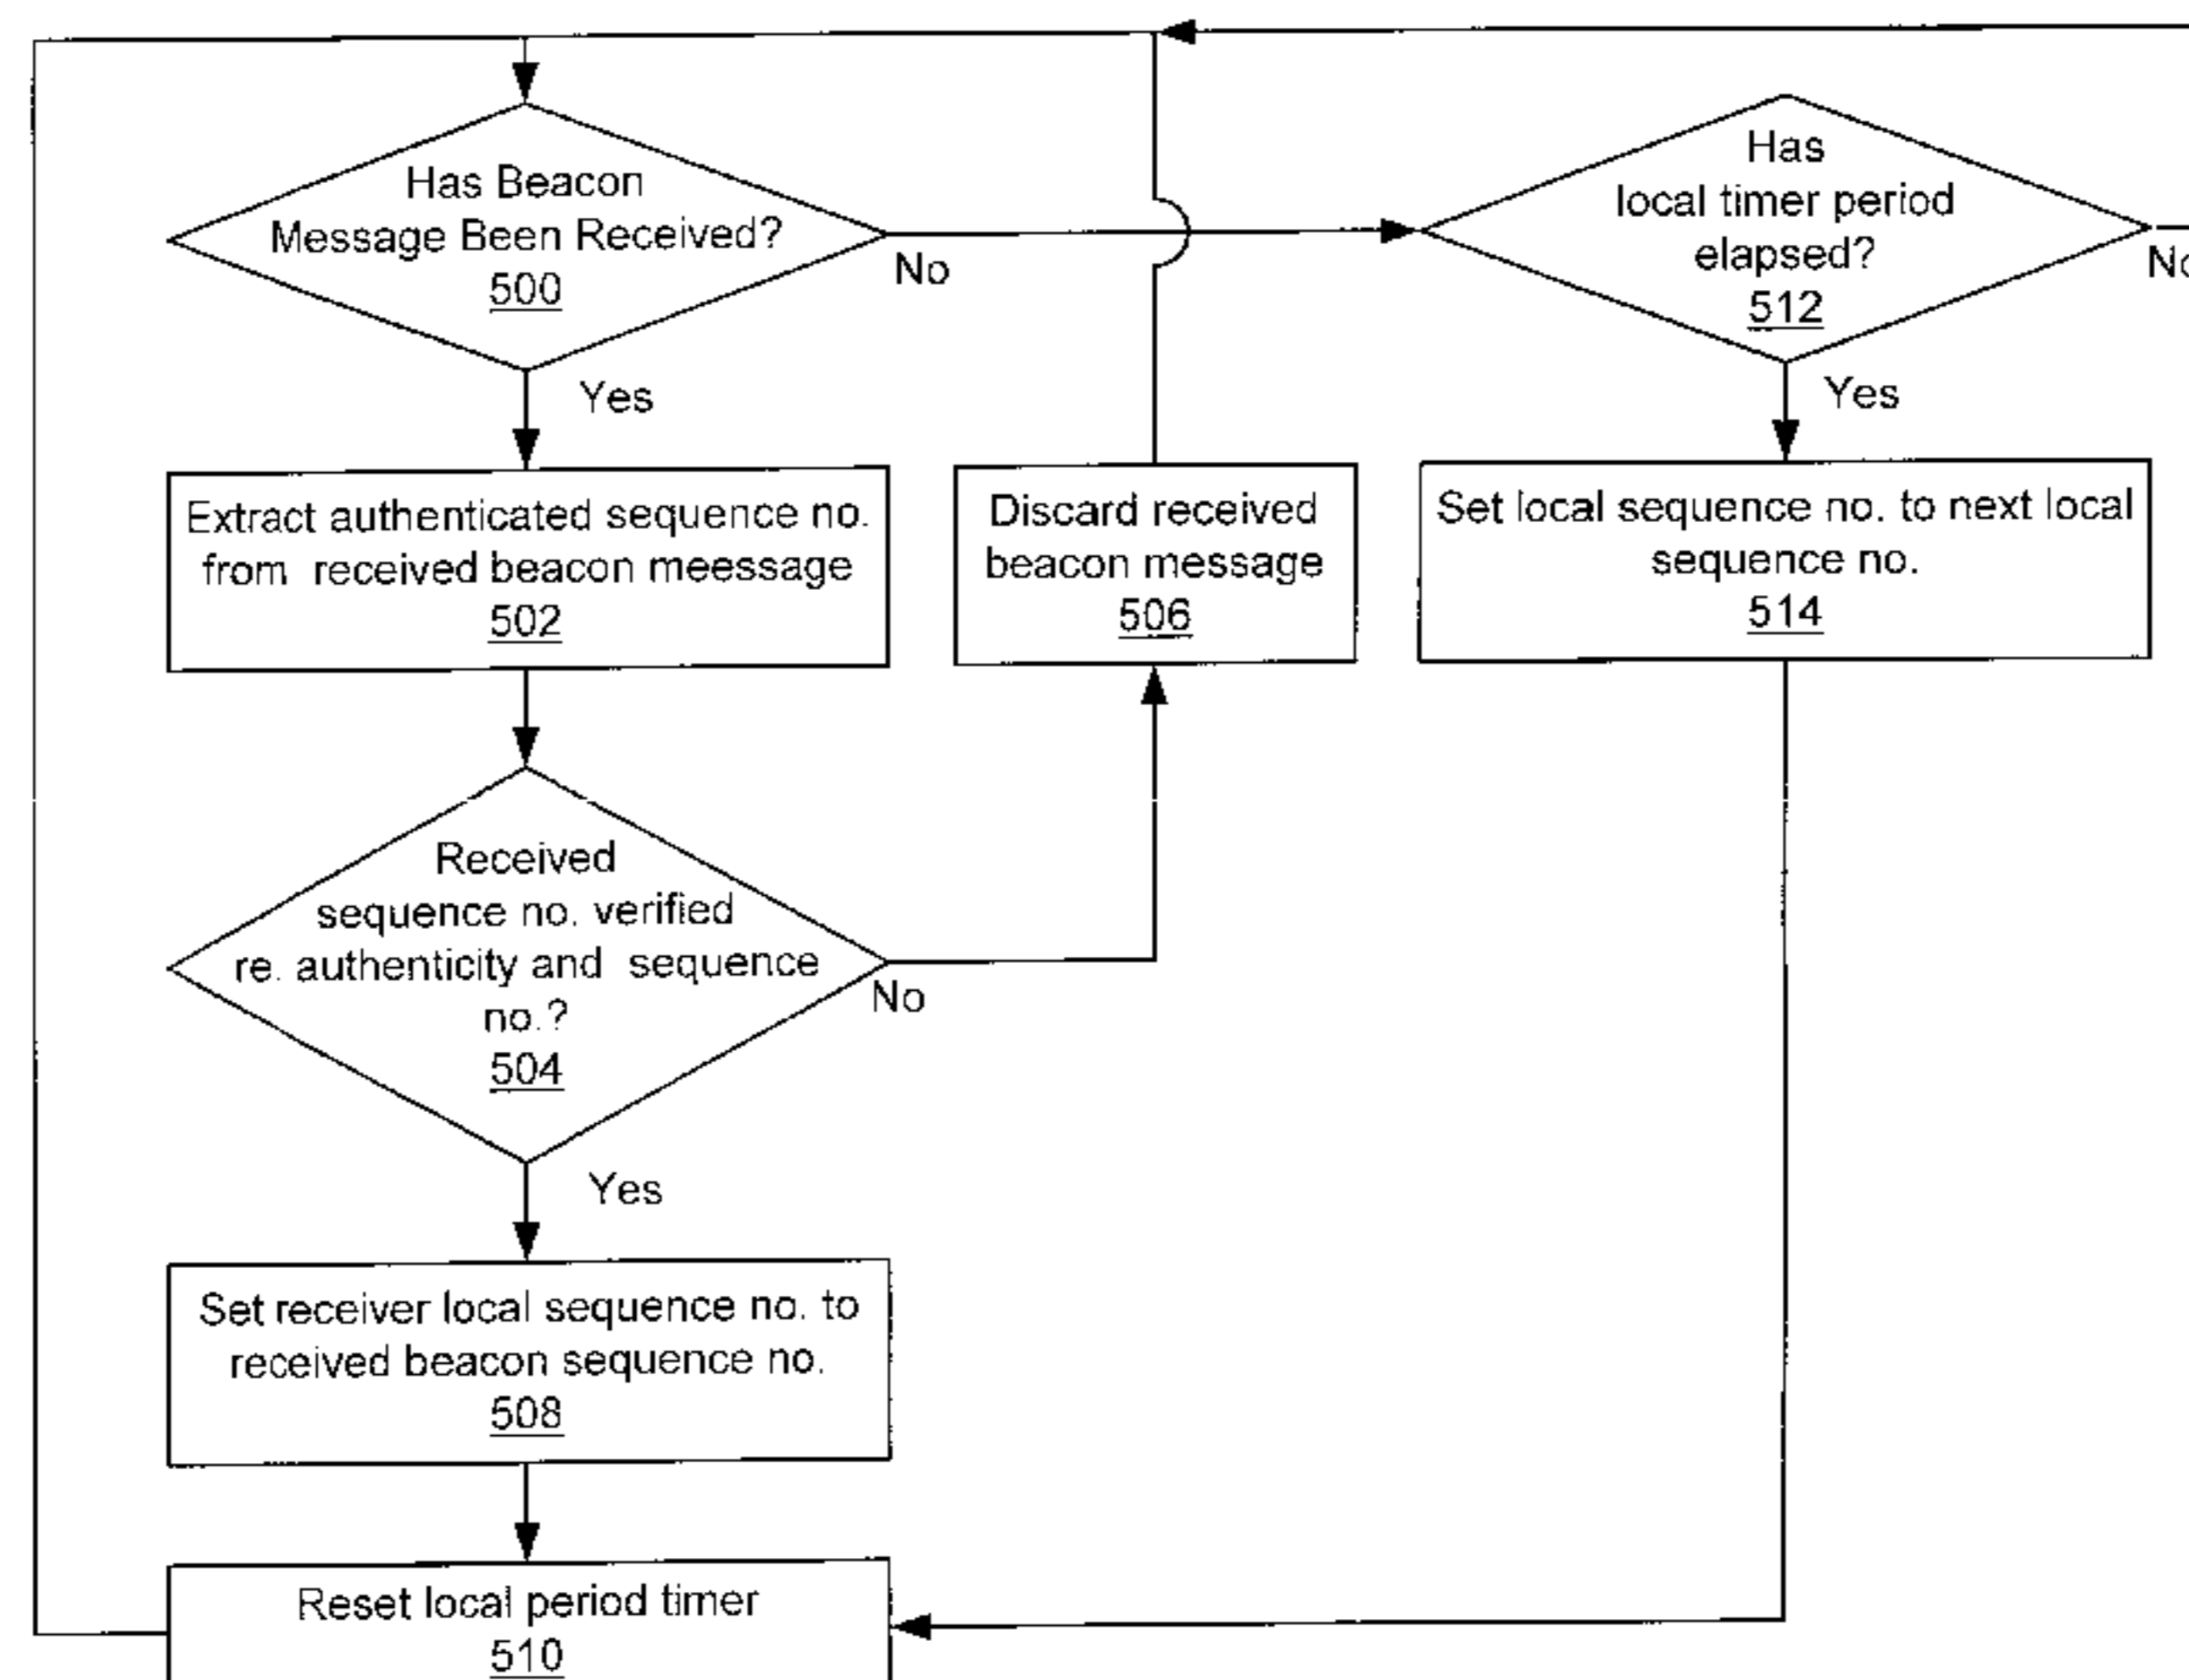 Has Beacon
Message Been Received?
500
No
Yes
Has
local timer period
elapsed?
512
No
Yes
Extract authenticated sequence no.
from received beacon meessage
502
Discard received
beacon message
506
Set local sequence no. to next local
sequence no.
514
Received
sequence no. verified
re. authenticity and sequence
no.?
504
No
Yes
Set receiver local sequence no. to
received beacon sequence no.
508
Reset local period timer
510